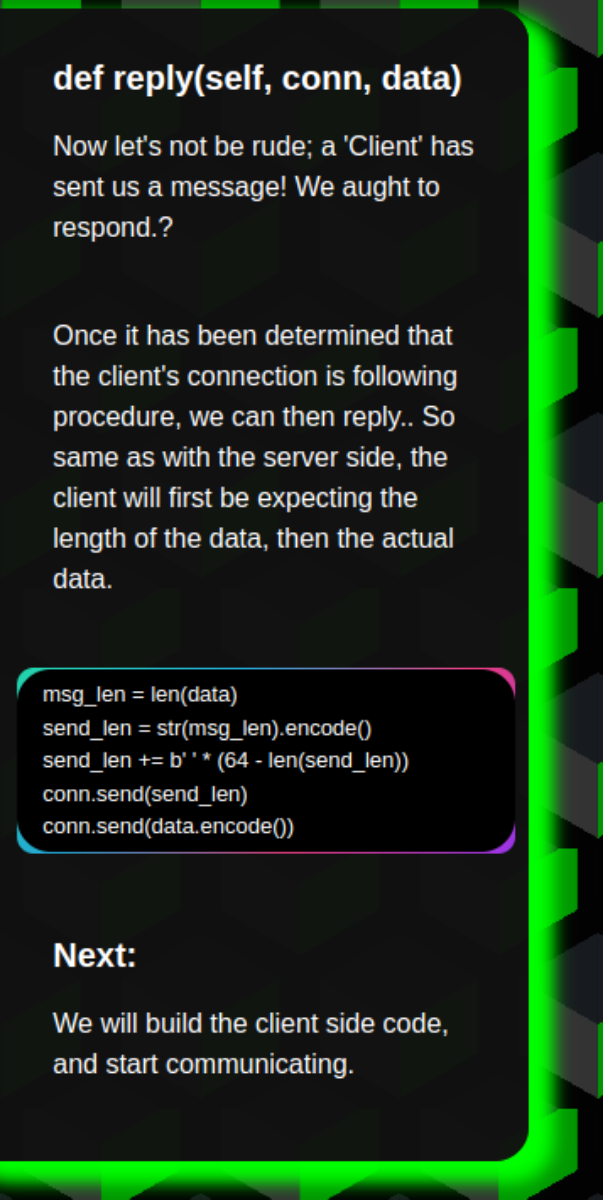 def reply(self, conn, data)
Now let's not be rude; a 'Client' has
sent us a message! We aught to
respond.?
Once it has been determined that
the client's connection is following
procedure, we can then reply.. So
same as with the server side, the
client will first be expecting the
length of the data, then the actual
data.
msg_len = len(data)
send_len = str(msg_len).encode()
send_len += b' ' * (64 - len(send_len))
conn.send(send_len)
conn.send(data.encode())
Next:
We will build the client side code,
and start communicating.